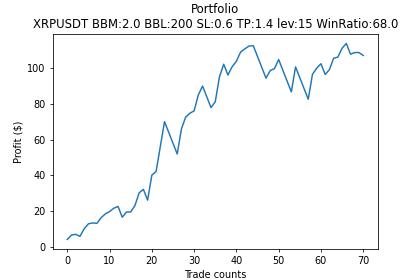 Portfolio
XRPUSDT BBM:2.0 BBL:200 SL:0.6 TP:1.4 lev:15 WinRatio:68.0
Profit ($)
100
80
60
40
20
0
0 10 20 30 40 50 60 70
Trade counts